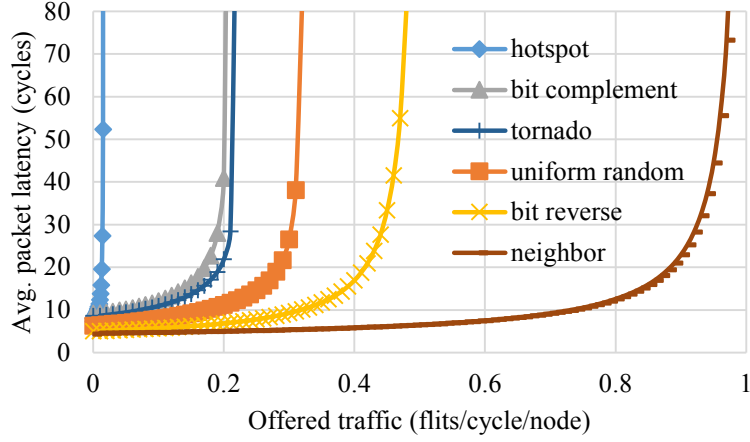 80
70
60
50
40
30
20
10
0
Avg. packet latency (cycles)
hotspot
bit complement
tornado
uniform random
bit reverse
neighbor
0 0.2 0.4 0.6 0.8 1
Offered traffic (flits/cycle/node)